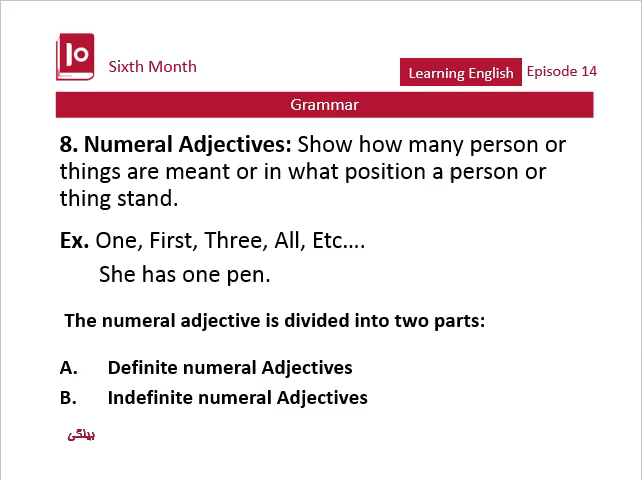 Sixth Month
Learning English
Episode 14
Grammar
8. Numeral Adjectives: Show how many person or
things are meant or in what position a person or
thing stand.
Ex. One, First, Three, All, Etc….
She has one pen.
The numeral adjective is divided into two parts:
A. Definite numeral Adjectives
B. Indefinite numeral Adjectives